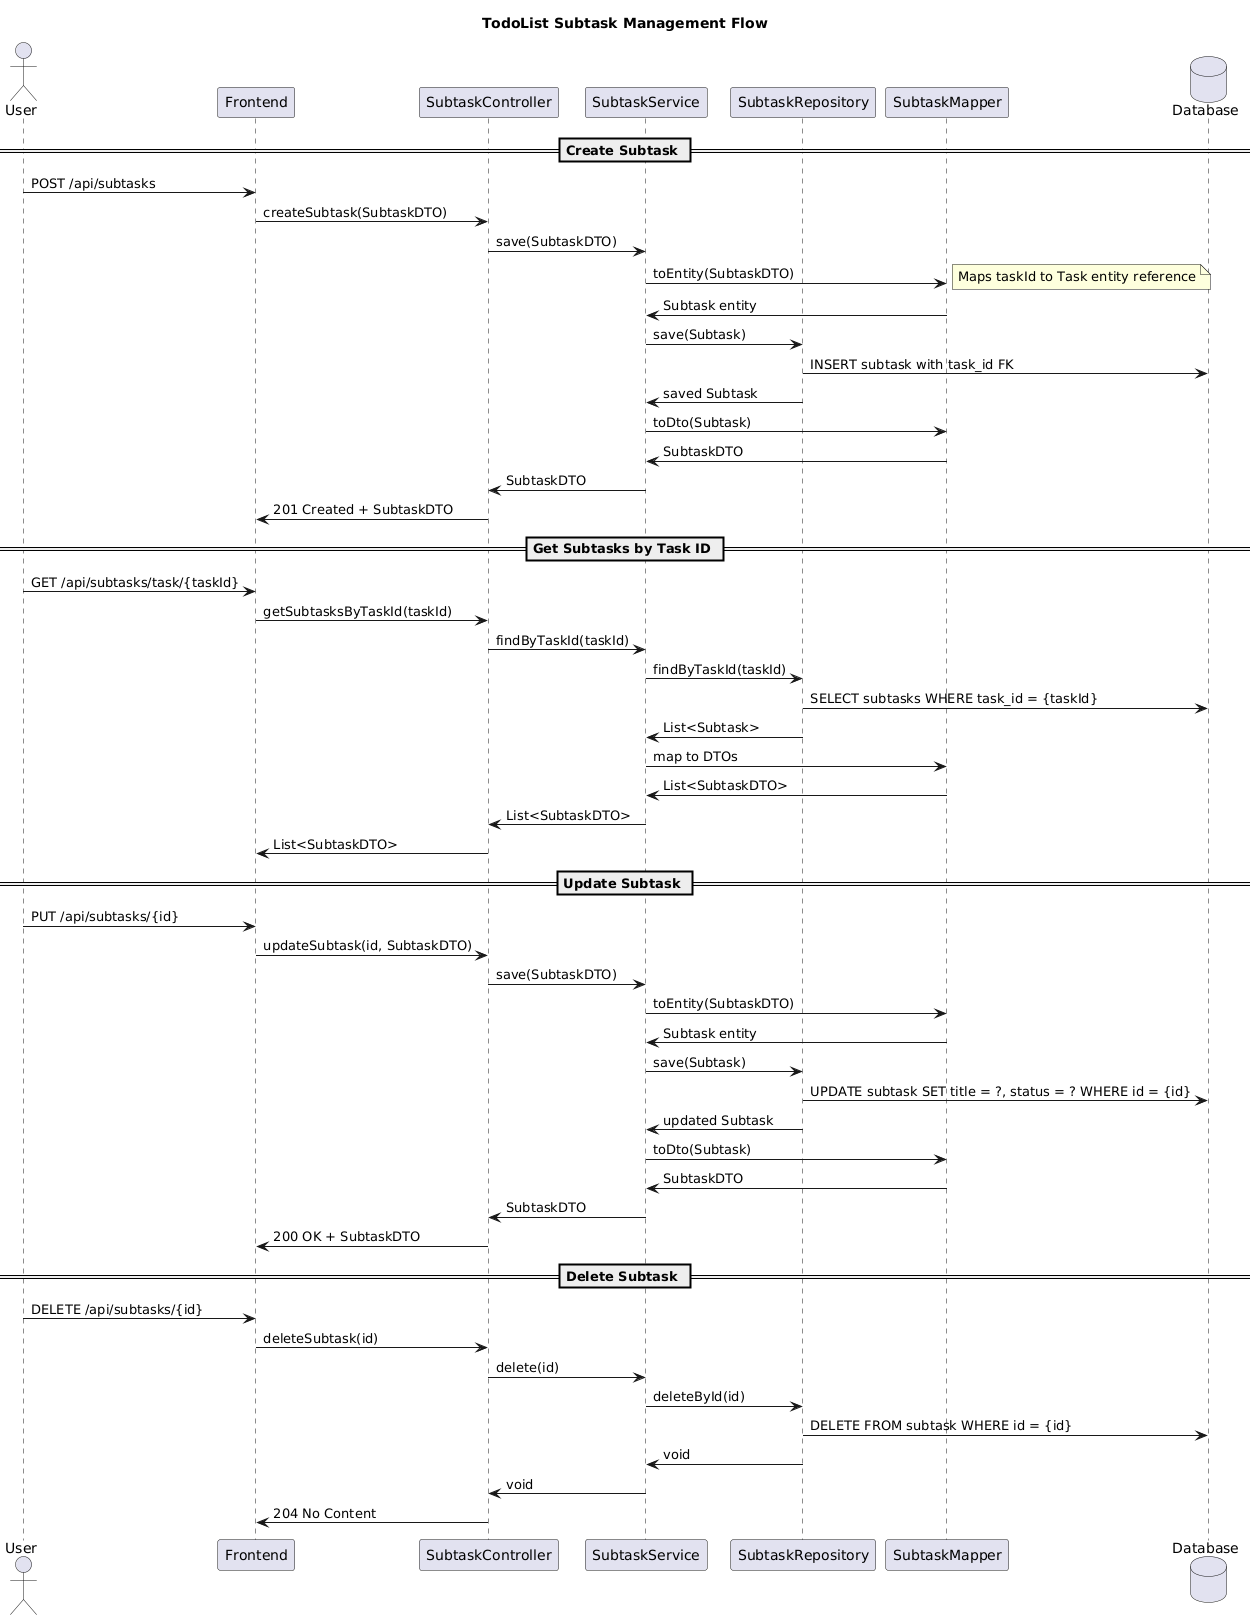 TodoList Subtask Management Flow
User
Frontend
SubtaskController
SubtaskService
SubtaskRepository
SubtaskMapper
Database
Create Subtask
POST /api/subtasks
createSubtask(SubtaskDTO)
save(SubtaskDTO)
toEntity(SubtaskDTO)
Maps taskId to Task entity reference
Subtask entity
save(Subtask)
INSERT subtask with task_id FK
saved Subtask
toDto(Subtask)
SubtaskDTO
SubtaskDTO
201 Created + SubtaskDTO
Get Subtasks by Task ID
GET /api/subtasks/task/{taskId}
getSubtasksByTaskId(taskId)
findByTaskId(taskId)
findByTaskId(taskId)
SELECT subtasks WHERE task_id = {taskId}
List<Subtask>
map to DTOs
List<SubtaskDTO>
List<SubtaskDTO>
List<SubtaskDTO>
Update Subtask
PUT /api/subtasks/{id}
updateSubtask(id, SubtaskDTO)
save(SubtaskDTO)
toEntity(SubtaskDTO)
Subtask entity
save(Subtask)
UPDATE subtask SET title = ?, status = ? WHERE id = {id}
updated Subtask
toDto(Subtask)
SubtaskDTO
SubtaskDTO
200 OK + SubtaskDTO
Delete Subtask
DELETE /api/subtasks/{id}
deleteSubtask(id)
delete(id)
deleteById(id)
DELETE FROM subtask WHERE id = {id}
void
void
204 No Content
User
Frontend
SubtaskController
SubtaskService
SubtaskRepository
SubtaskMapper
Database